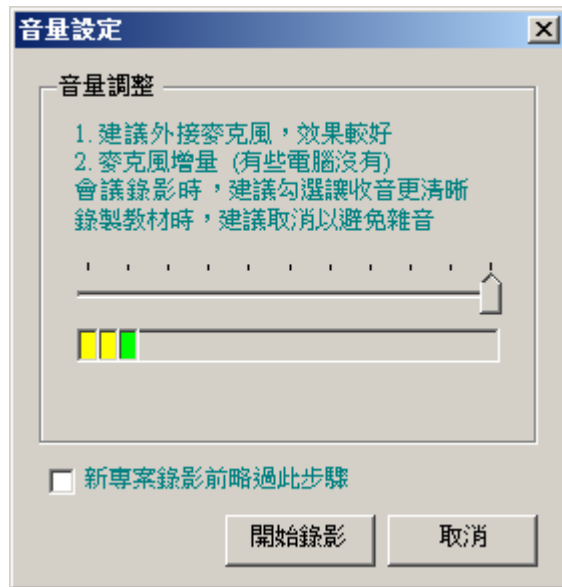 音量設定
音量調整
1.建議外接麥克風，效果較好
2.麥克風增量 (有些電腦沒有)
會議錄影時，建議勾選讓收音更清晰
錄製教材時，建議取消以避免雜音
新專案錄影前略過此步驟
開始錄影
取消